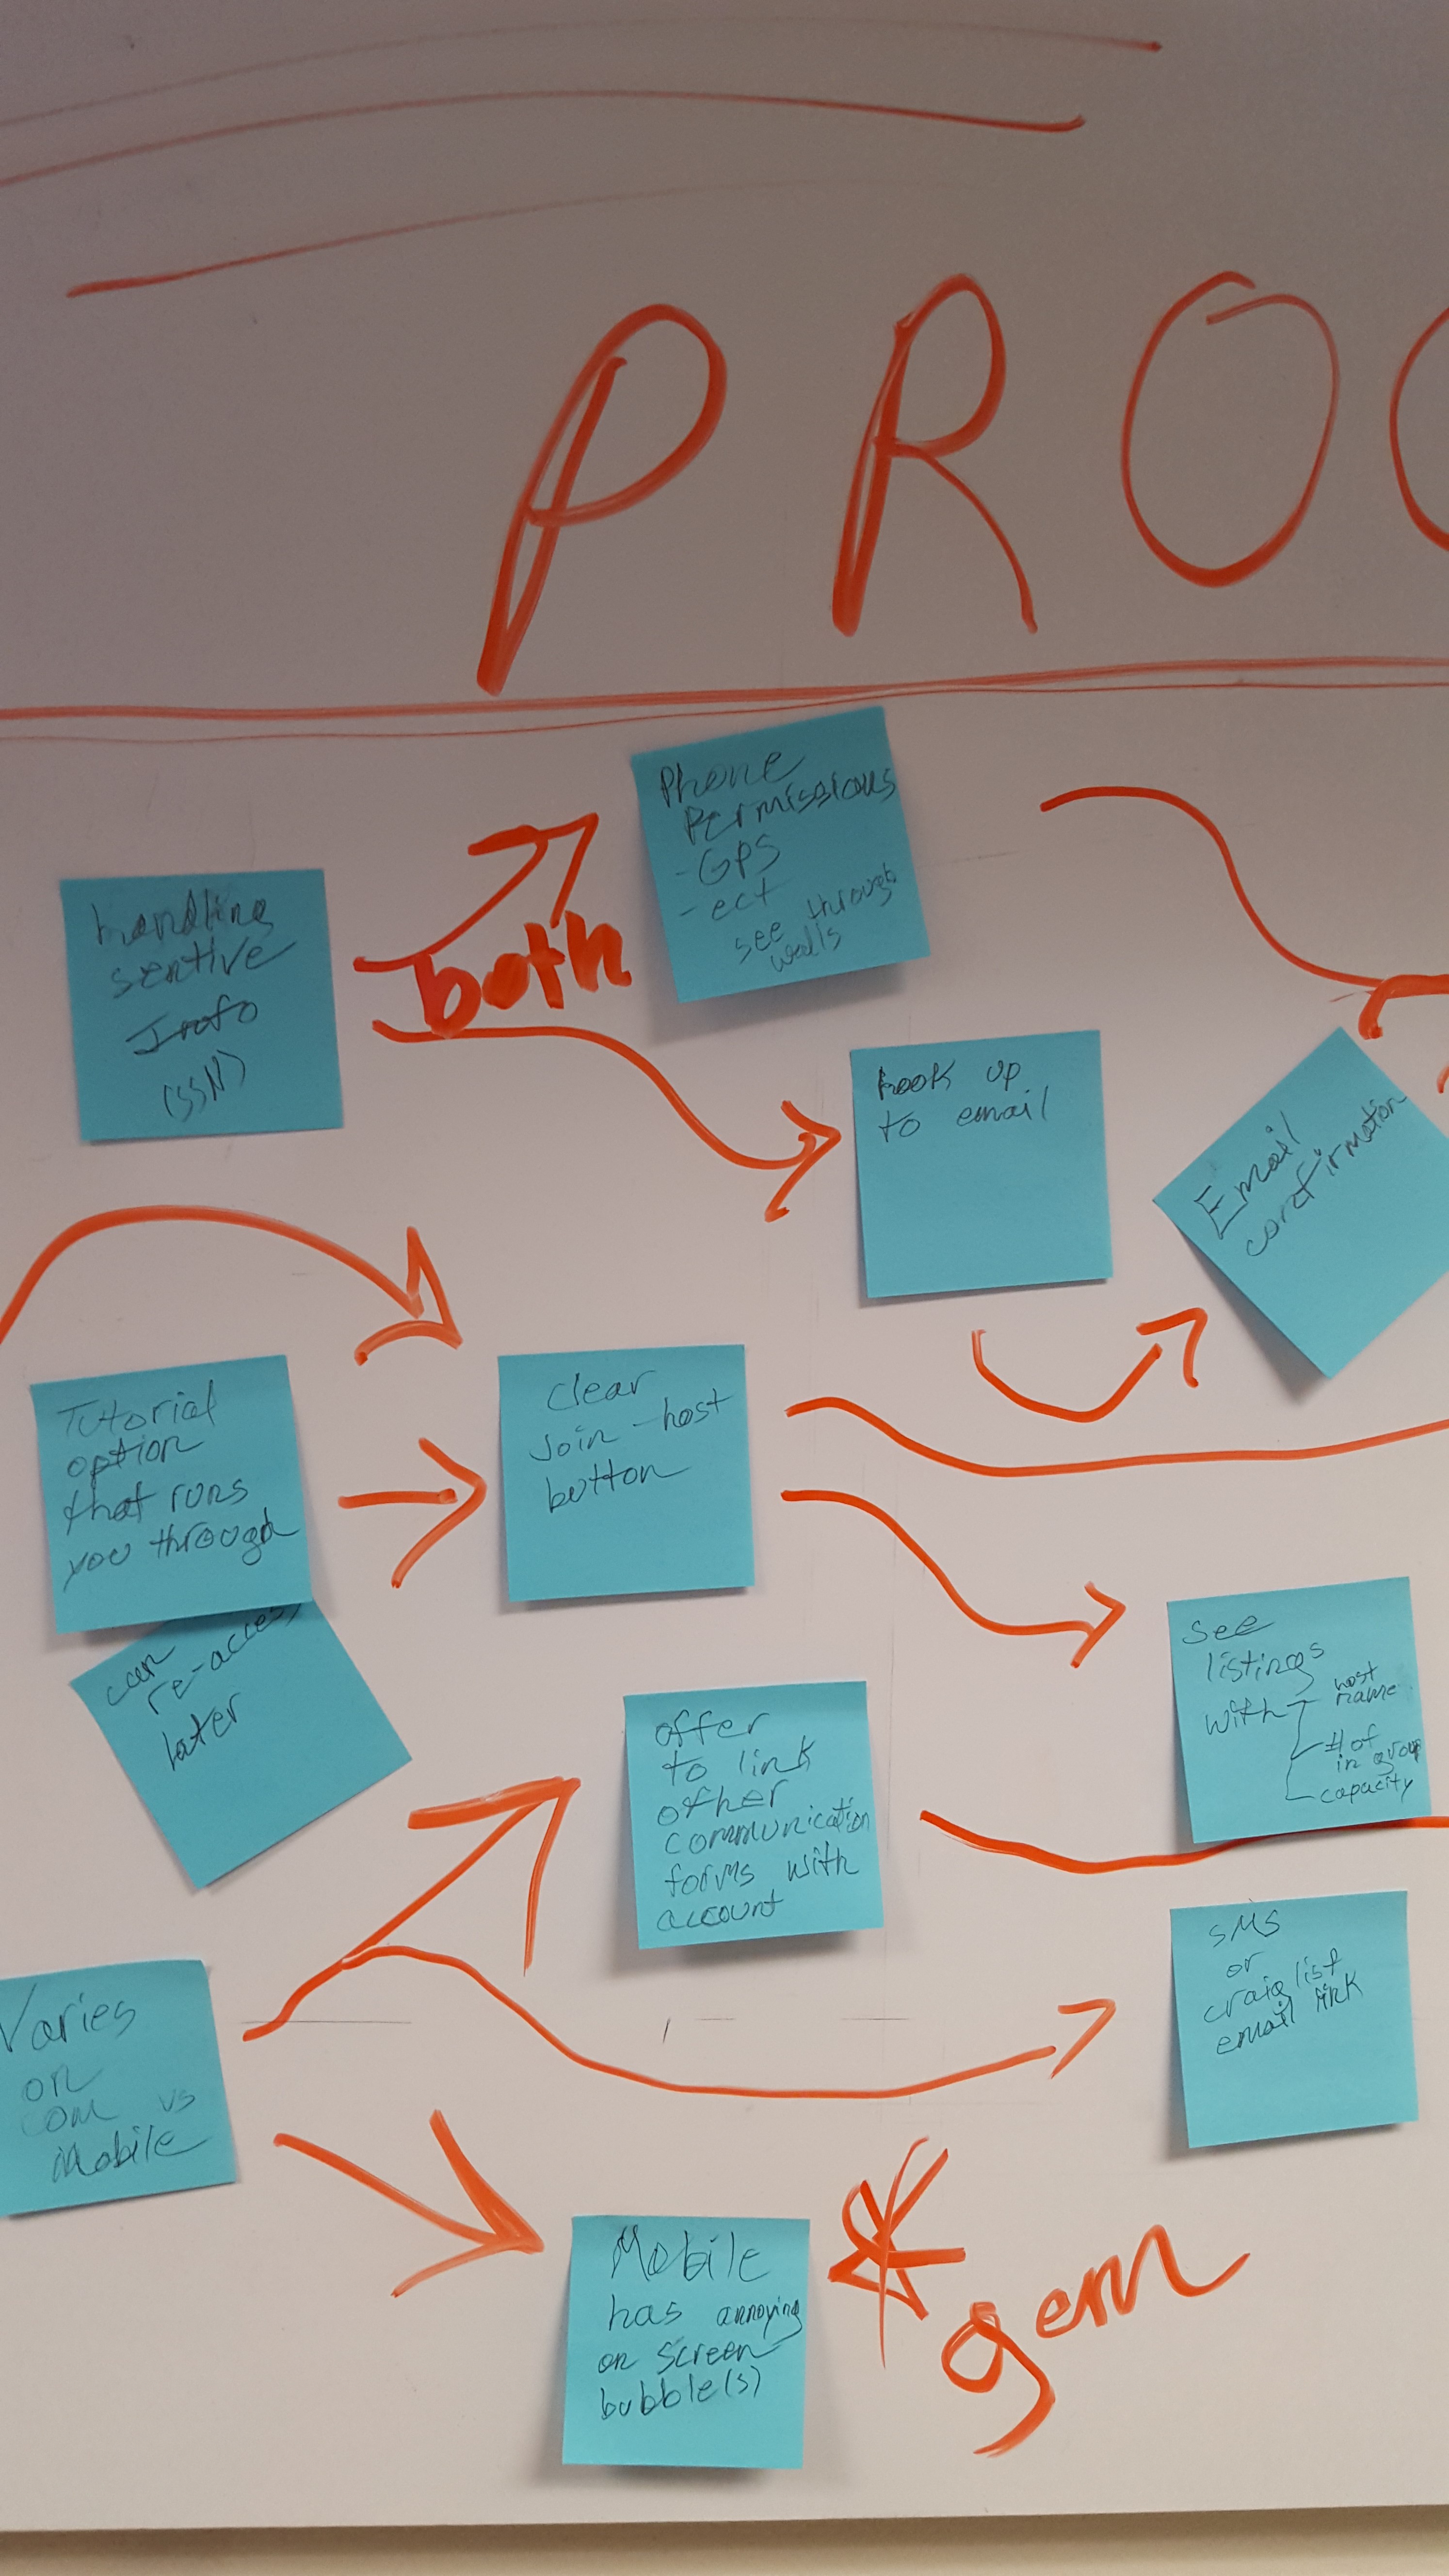 PRO
Phone
Permissions
- GPS
- ect
see through
walls
handling
sentive
Info
(SSN)
both
hook up
to email
Email
confirmation
Tutorial
option
that runs
you through
can
re-access
later
clear
Join-host
button
See
listings
with
host
name
# of
in group
capacity
offer
to link
other
communication
forms with
account
SMS
or
craiglist
email link
Varies
on
com vs
Mobile
Mobile
has annoying
on screen
bubble(s)
gem